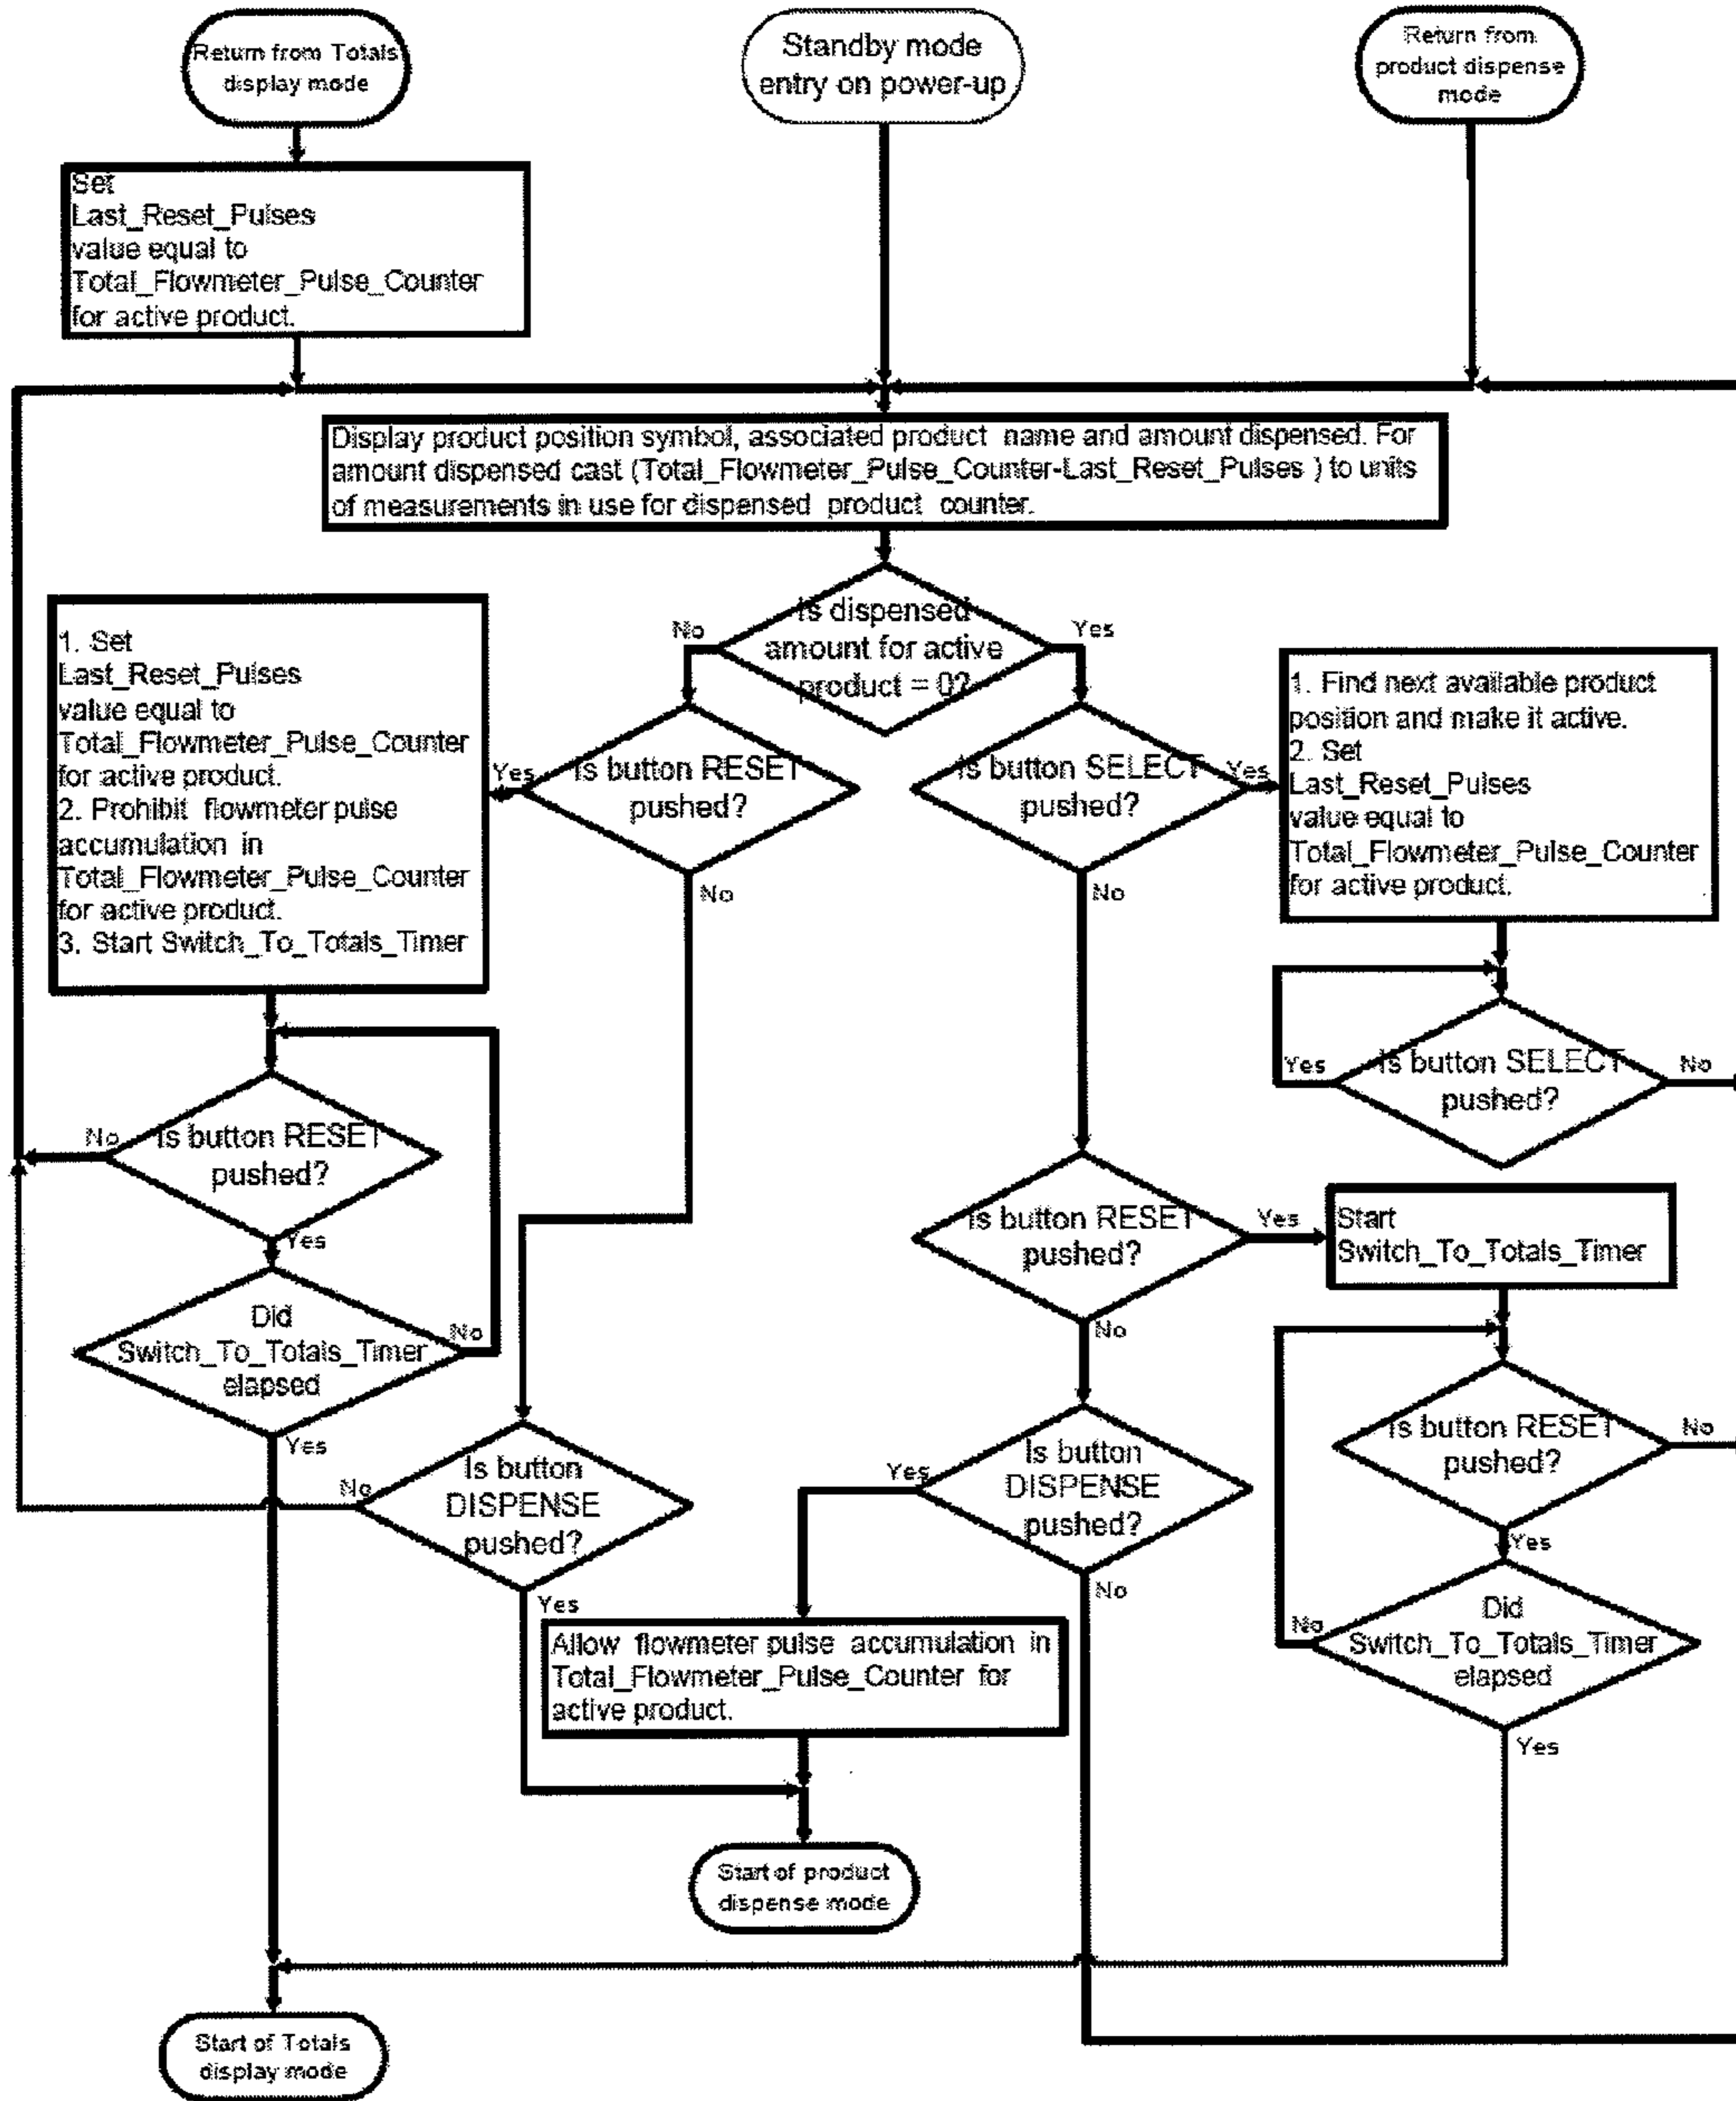 Return from Totals
display mode
Standby mode
entry on power-up
Return from
product dispense
mode
Set
Last_Reset_Pulses
value equal to
Total_Flowmeter_Pulse_Counter
for active product.
Display product position symbol, associated product name and amount dispensed. For
amount dispensed cast (Total_Flowmeter_Pulse_Counter-Last_Reset_Pulses ) to units
of measurements in use for dispensed product counter.
Is dispensed
amount for active
product = 0?
No
Yes
1. Set
Last_Reset_Pulses
value equal to
Total_Flowmeter_Pulse_Counter
for active product.
2. Prohibit flowmeter pulse
accumulation in
Total_Flowmeter_Pulse_Counter
for active product.
3. Start Switch_To_Totals_Timer
Yes
Is button RESET
pushed?
No
Is button SELECT
pushed?
Yes
No
1. Find next available product
position and make it active.
2. Set
Last_Reset_Pulses
value equal to
Total_Flowmeter_Pulse_Counter
for active product.
Yes
Is button SELECT
pushed?
No
No
Is button RESET
pushed?
Yes
Is button RESET
pushed?
Yes
No
Start
Switch_To_Totals_Timer
Did
Switch_To_Totals_Timer
elapsed
No
Yes
Is button RESET
pushed?
No
Yes
No
Is button
DISPENSE
pushed?
Yes
Yes
Is button
DISPENSE
pushed?
No
No
Did
Switch_To_Totals_Timer
elapsed
Yes
Allow flowmeter pulse accumulation in
Total_Flowmeter_Pulse_Counter for
active product.
Start of product
dispense mode
Start of Totals
display mode